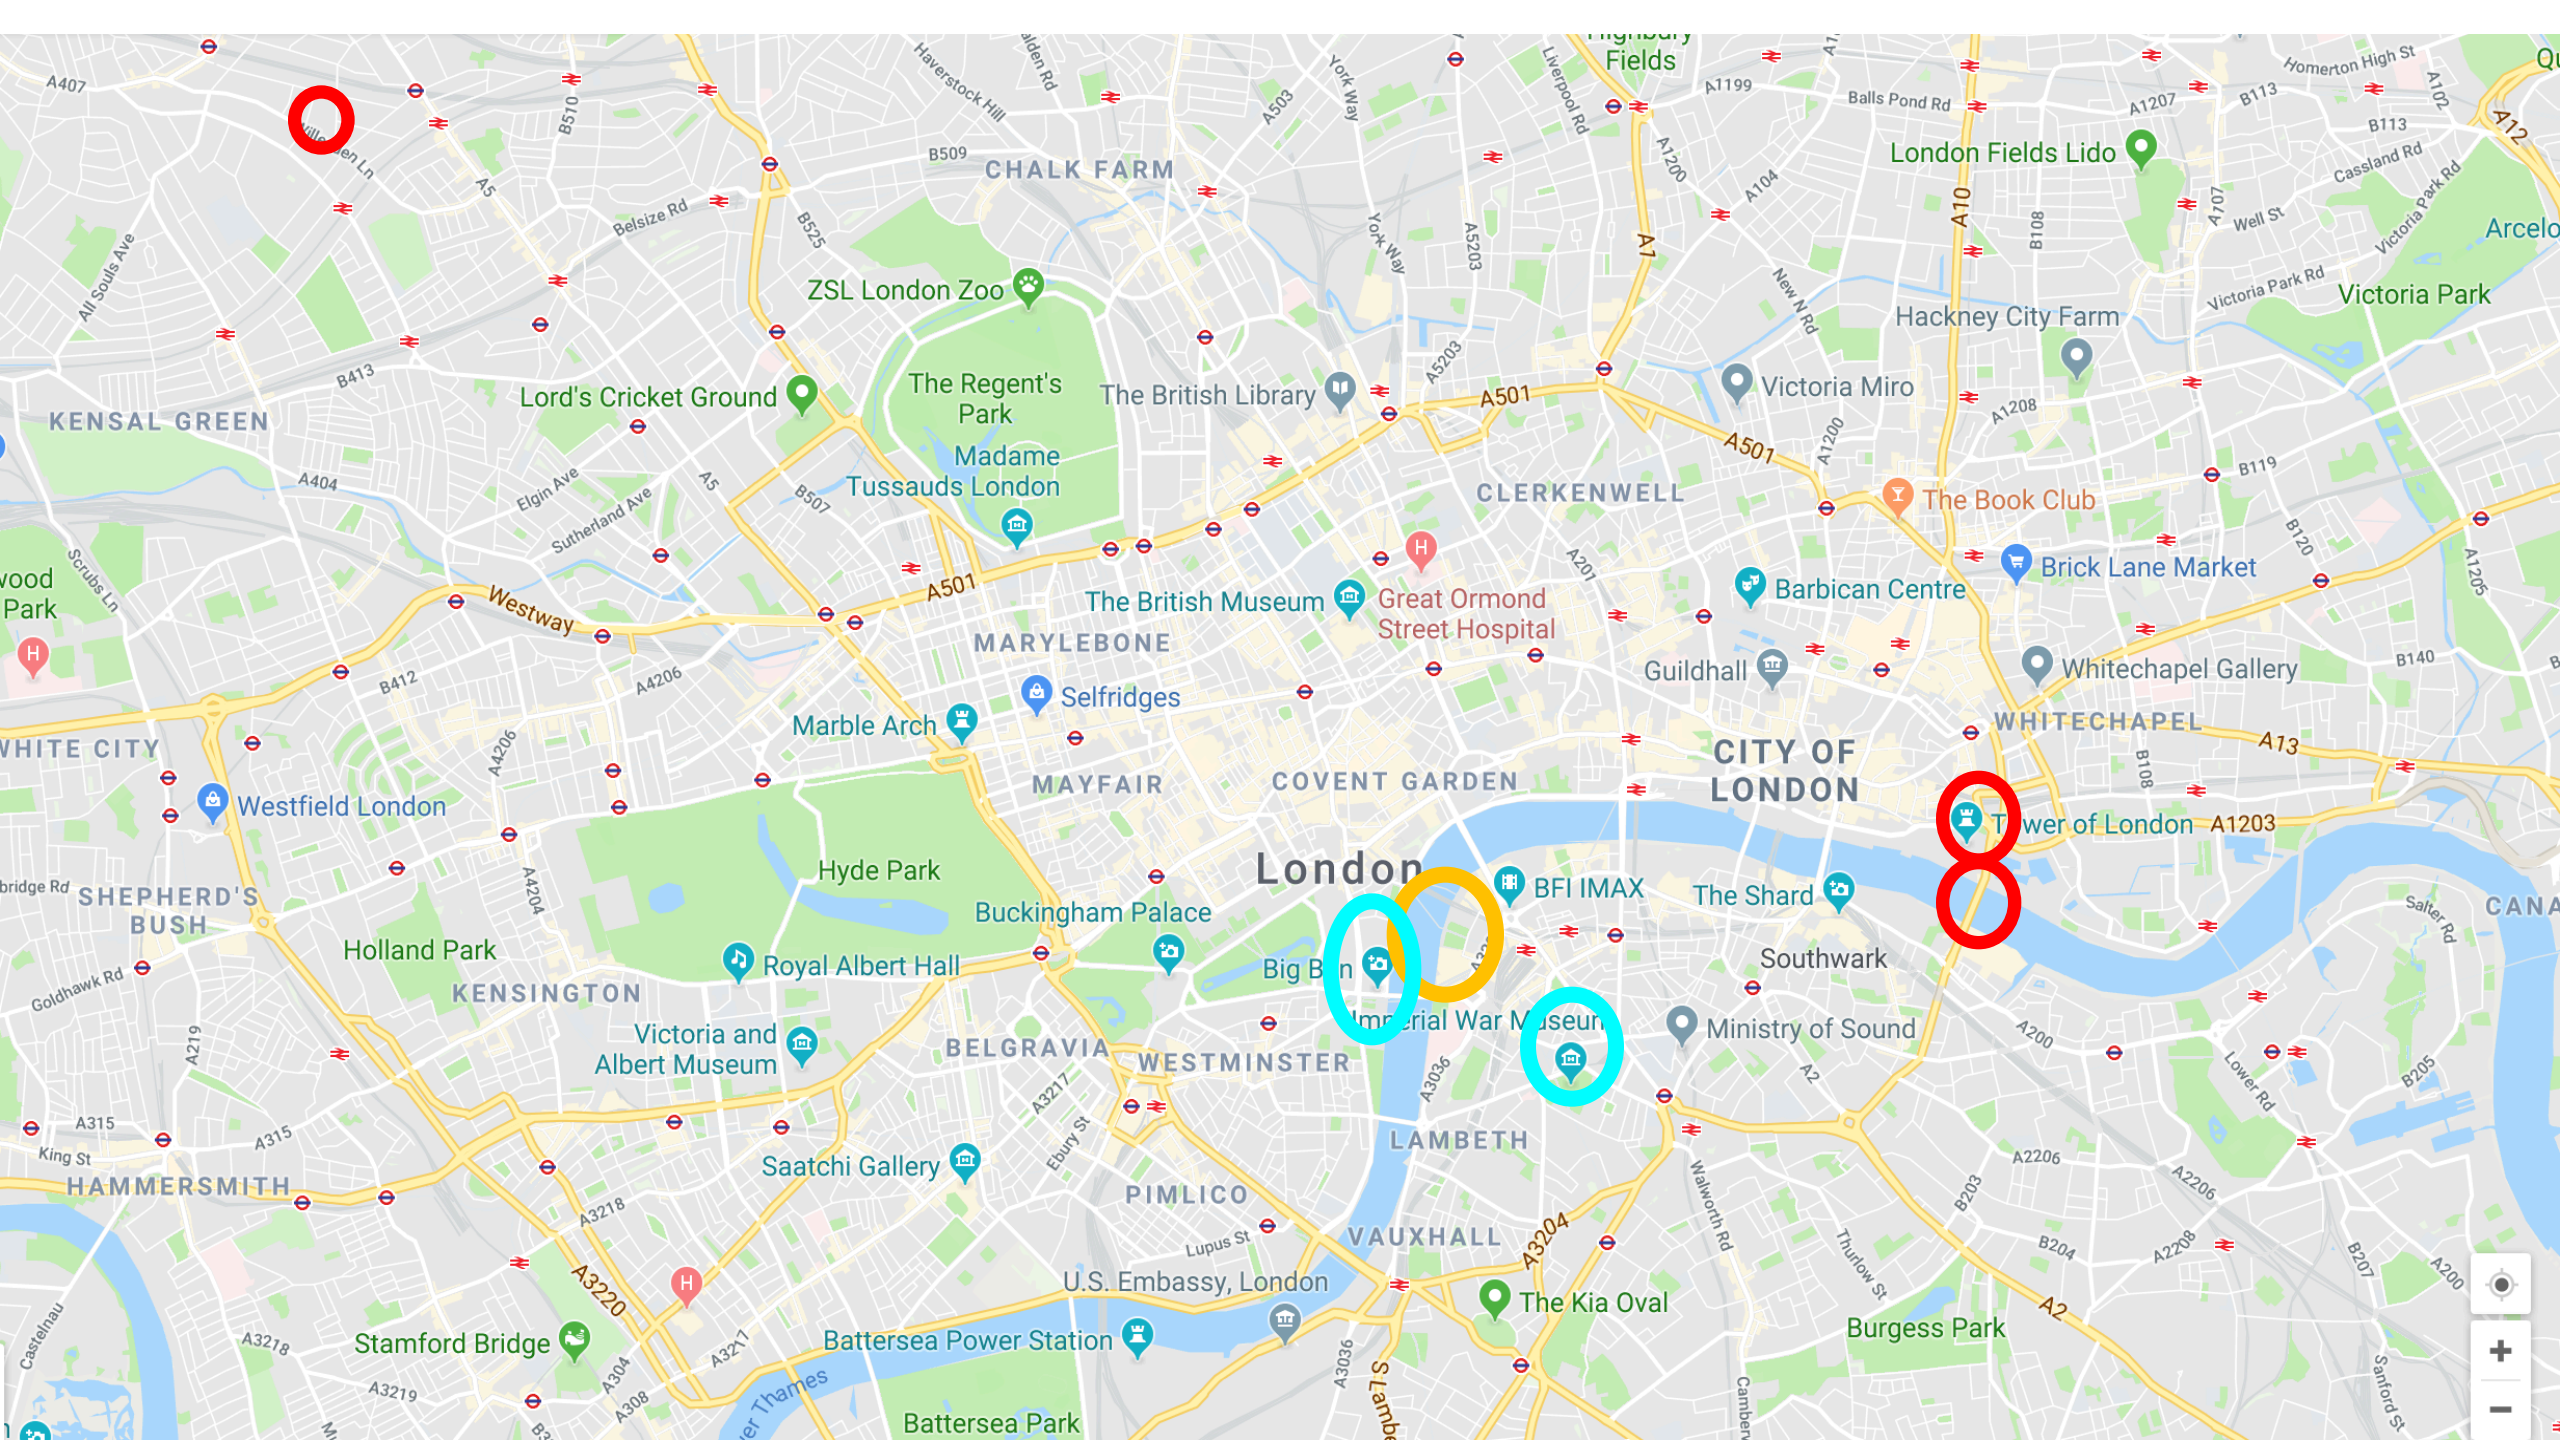 Highbury
Fields
A407
B510
Haverstock Hill
A503
York Way
Liverpool Rd
A1199
Balls Pond Rd
Homerton High St
A1207
B113
A102
A12
B113
Cassland Rd
London Fields Lido
B509
CHALK FARM
A1200
A104
A10
A107
Victoria Park Rd
A5
Belsize Rd
B525
York Way
A5203
A1
B108
Well St
All Souls Ave
ZSL London Zoo
New N Rd
Victoria Park Rd
Victoria Park
Hackney City Farm
B413
A5203
Lord's Cricket Ground
The Regent's
Park
The British Library
A501
Victoria Miro
A1208
KENSAL GREEN
Madame
Tussauds London
A501
A1200
B119
A404
Elgin Ave
A5
B507
CLERKENWELL
The Book Club
Sutherland Ave
B120
Scrubs Ln
A201
A1205
Brick Lane Market
Park
Westway
A501
The British Museum
Great Ormond
Street Hospital
Barbican Centre
MARYLEBONE
B412
A4206
Guildhall
Whitechapel Gallery
B140
Selfridges
Marble Arch
WHITECHAPEL
WHITE CITY
A4206
CITY OF
LONDON
A13
B108
MAYFAIR
COVENT GARDEN
Westfield London
Tower of London
A1203
Hyde Park
London
BFI IMAX
The Shard
SHEPHERD'S
BUSH
A4204
Buckingham Palace
Salter Rd
Holland Park
Royal Albert Hall
Big Ben
Southwark
Goldhawk Rd
KENSINGTON
Imperial War Museum
Ministry of Sound
A219
Victoria and
Albert Museum
BELGRAVIA
WESTMINSTER
A200
A3217
A3036
A2
Lower Rd
B205
A315
A315
King St
Ebury St
LAMBETH
A2206
Saatchi Gallery
HAMMERSMITH
PIMLICO
Walworth Rd
B203
A2206
A3218
Lupus St
VAUXHALL
A3204
Thurlow St
B204
A2208
B207
A200
A3220
U.S. Embassy, London
The Kia Oval
A2
Burgess Park
Castelnau
A3218
Stamford Bridge
A3217
Battersea Power Station
A3036
A304
A3219
A308
Thames
Battersea Park
Sanford St